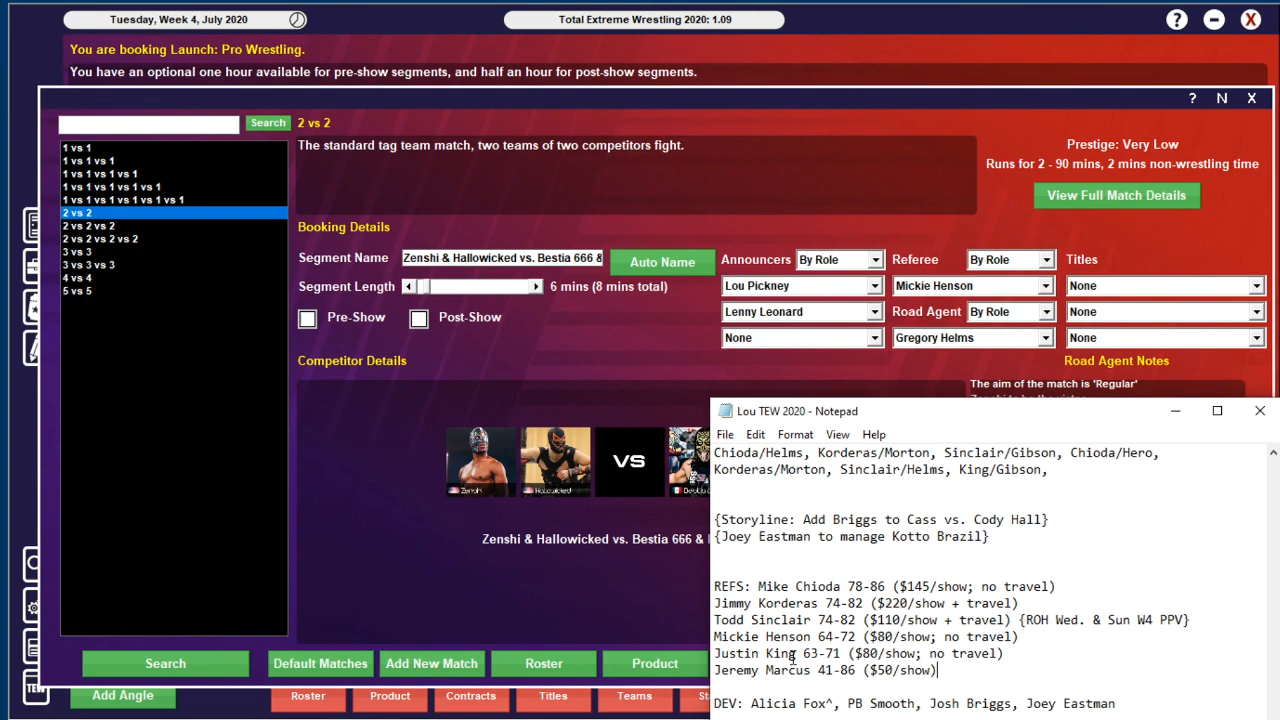 Tuesday, Week 4, July 2020
Total Extreme Wrestling 2020: 1.09
?
X
You are booking Launch: Pro Wrestling.
You have an optional one hour available for pre-show segments, and half an hour for post-show segments.
? N X
Search
2 vs 2
1 vs 1
1 vs 1 vs 1
1 vs 1 vs 1 vs 1
1 vs 1 vs 1 vs 1 vs 1
1 vs 1 vs 1 vs 1 vs 1 vs 1
2 vs 2
2 vs 2 vs 2
2 vs 2 vs 2 vs 2
3 vs 3
3 vs 3 vs 3
4 vs 4
5 vs 5
The standard tag team match, two teams of two competitors fight.
Prestige: Very Low
Runs for 2 - 90 mins, 2 mins non-wrestling time
View Full Match Details
Booking Details
Segment Name Zenshi & Hallowicked vs. Bestia 666 & Auto Name
Segment Length 6 mins (8 mins total)
Pre-Show Post-Show
Announcers By Role Referee By Role Titles
Lou Pickney Mickie Henson None
Lenny Leonard Road Agent By Role None
None Gregory Helms None
Competitor Details
Road Agent Notes
The aim of the match is 'Regular'
VS
Zenshi Hallowicked
Zenshi & Hallowicked vs. Bestia 666 &
Search Default Matches Add New Match Roster Product
Add Angle Roster Product Contracts Titles Teams
TEW
Lou TEW 2020 - Notepad
File Edit Format View Help
Chioda/Helms, Korderas/Morton, Sinclair/Gibson, Chioda/Hero,
Korderas/Morton, Sinclair/Helms, King/Gibson,
{Storyline: Add Briggs to Cass vs. Cody Hall}
{Joey Eastman to manage Kotto Brazil}
REFS: Mike Chioda 78-86 ($145/show; no travel)
Jimmy Korderas 74-82 ($220/show + travel)
Todd Sinclair 74-82 ($110/show + travel) {ROH Wed. & Sun W4 PPV}
Mickie Henson 64-72 ($80/show; no travel)
Justin King 63-71 ($80/show; no travel)
Jeremy Marcus 41-86 ($50/show)
DEV: Alicia Fox^, PB Smooth, Josh Briggs, Joey Eastman